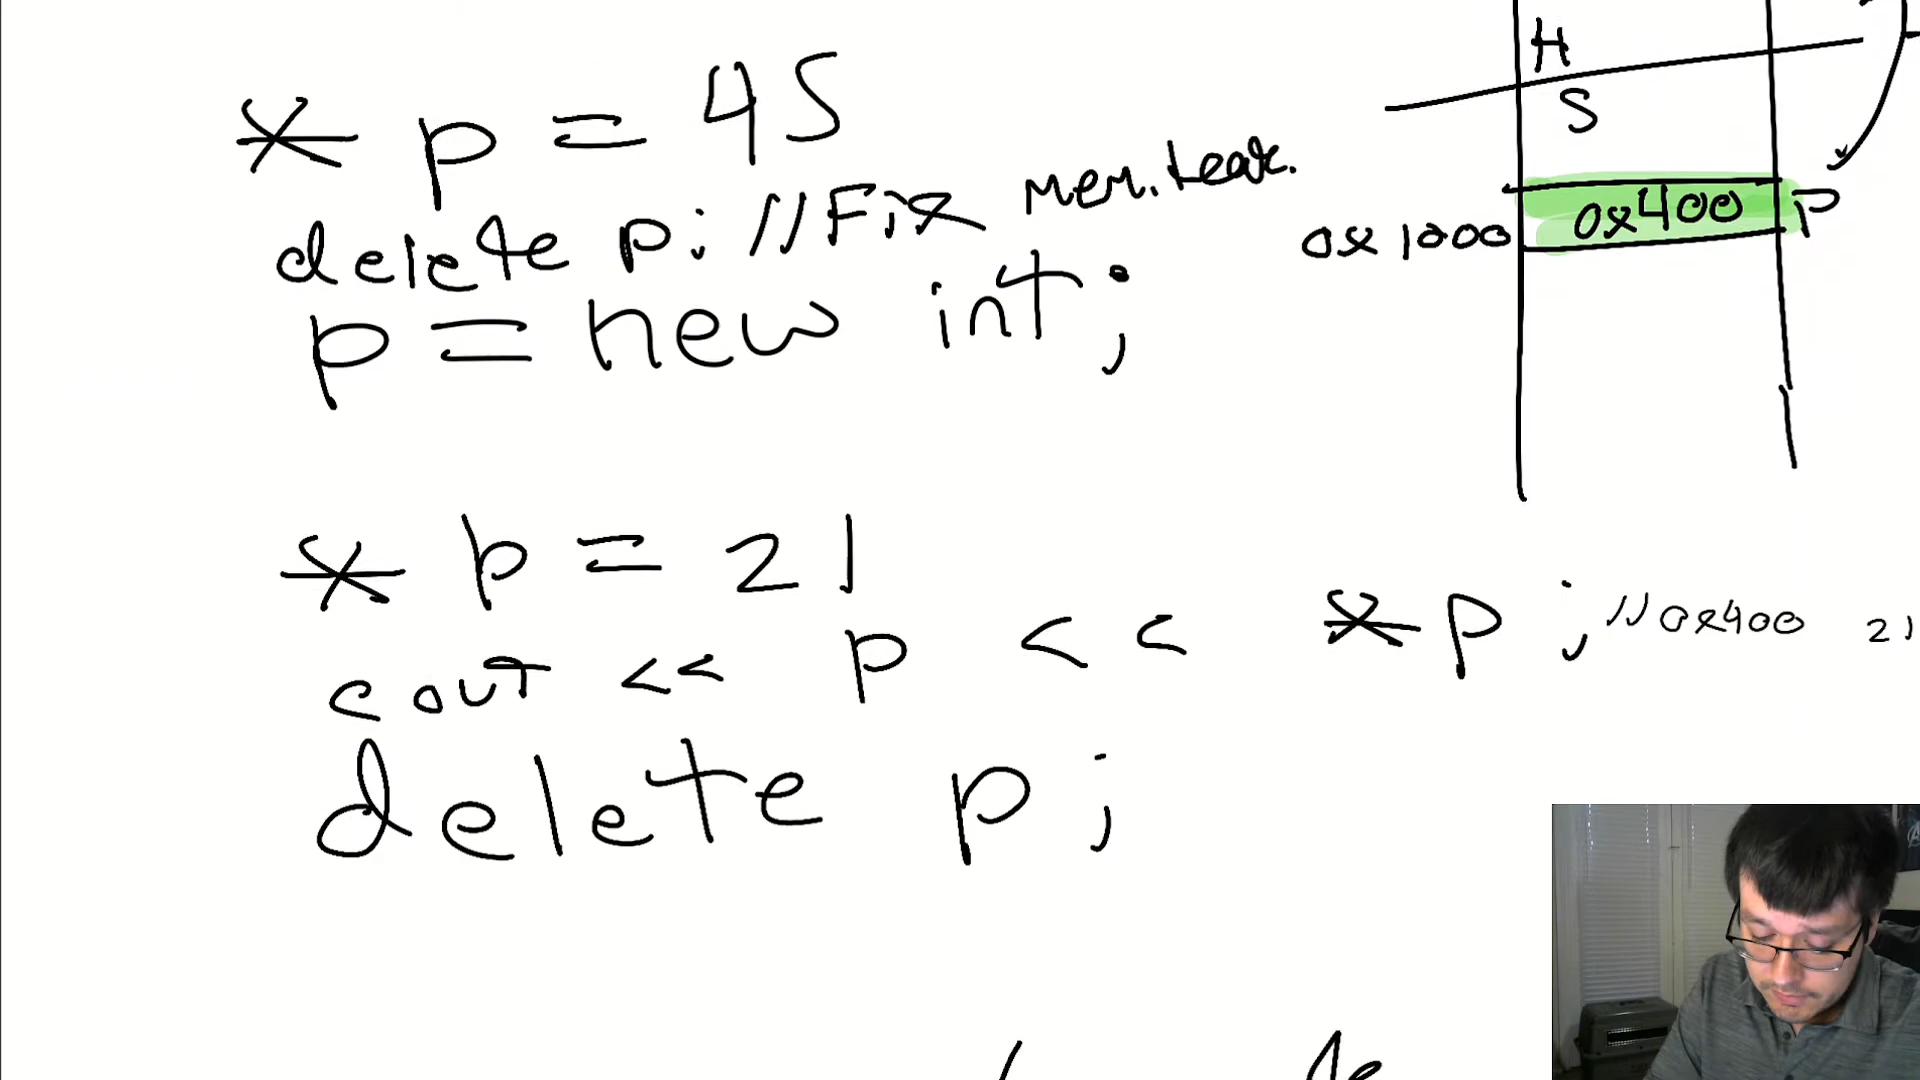 * p = 45
delete p; // Fix mem. Leak.
p = new int;
* p = 21
cout << p << * p ; // 0x400 21
delete p ;
H
S
0x1000 0x400 P